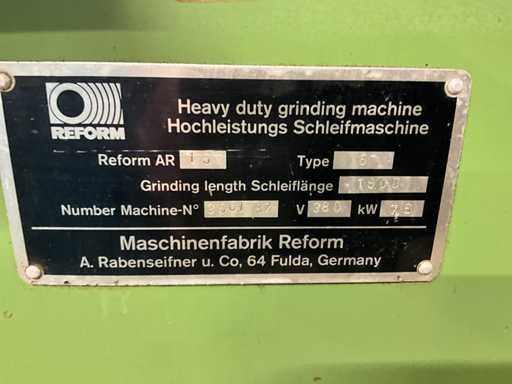 REFORM
Heavy duty grinding machine
Hochleistungs Schleifmaschine
Reform AR Type
Grinding length Schleiflänge
Number Machine-N° V 380 kW
Maschinenfabrik Reform
A. Rabenseifner u. Co, 64 Fulda, Germany